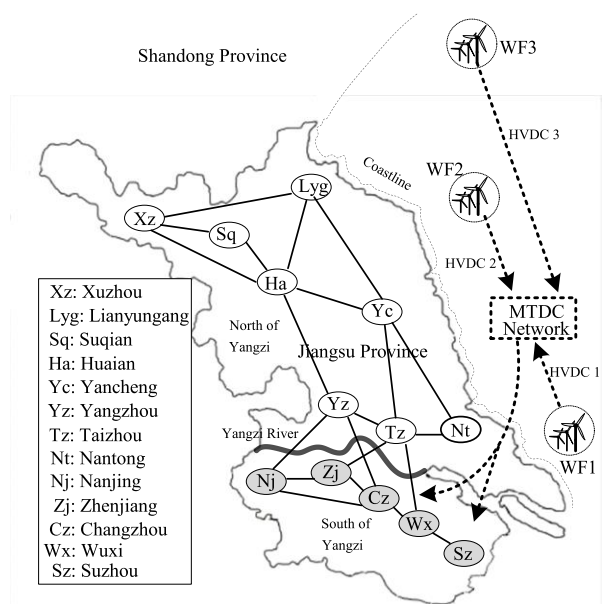 Shandong Province
WF3
HVDC 3
Coastline
WF2
HVDC 2
Lyg
Xz
Sq
Ha
Yc
MTDC
Network
North of
Yangzi
Jiangsu Province
HVDC 1
Yz
Tz
Nt
Yangzi River
WF1
Nj
Zj
Cz
Wx
Sz
South of
Yangzi
Xz: Xuzhou
Lyg: Lianyungang
Sq: Suqian
Ha: Huaian
Yc: Yancheng
Yz: Yangzhou
Tz: Taizhou
Nt: Nantong
Nj: Nanjing
Zj: Zhenjiang
Cz: Changzhou
Wx: Wuxi
Sz: Suzhou